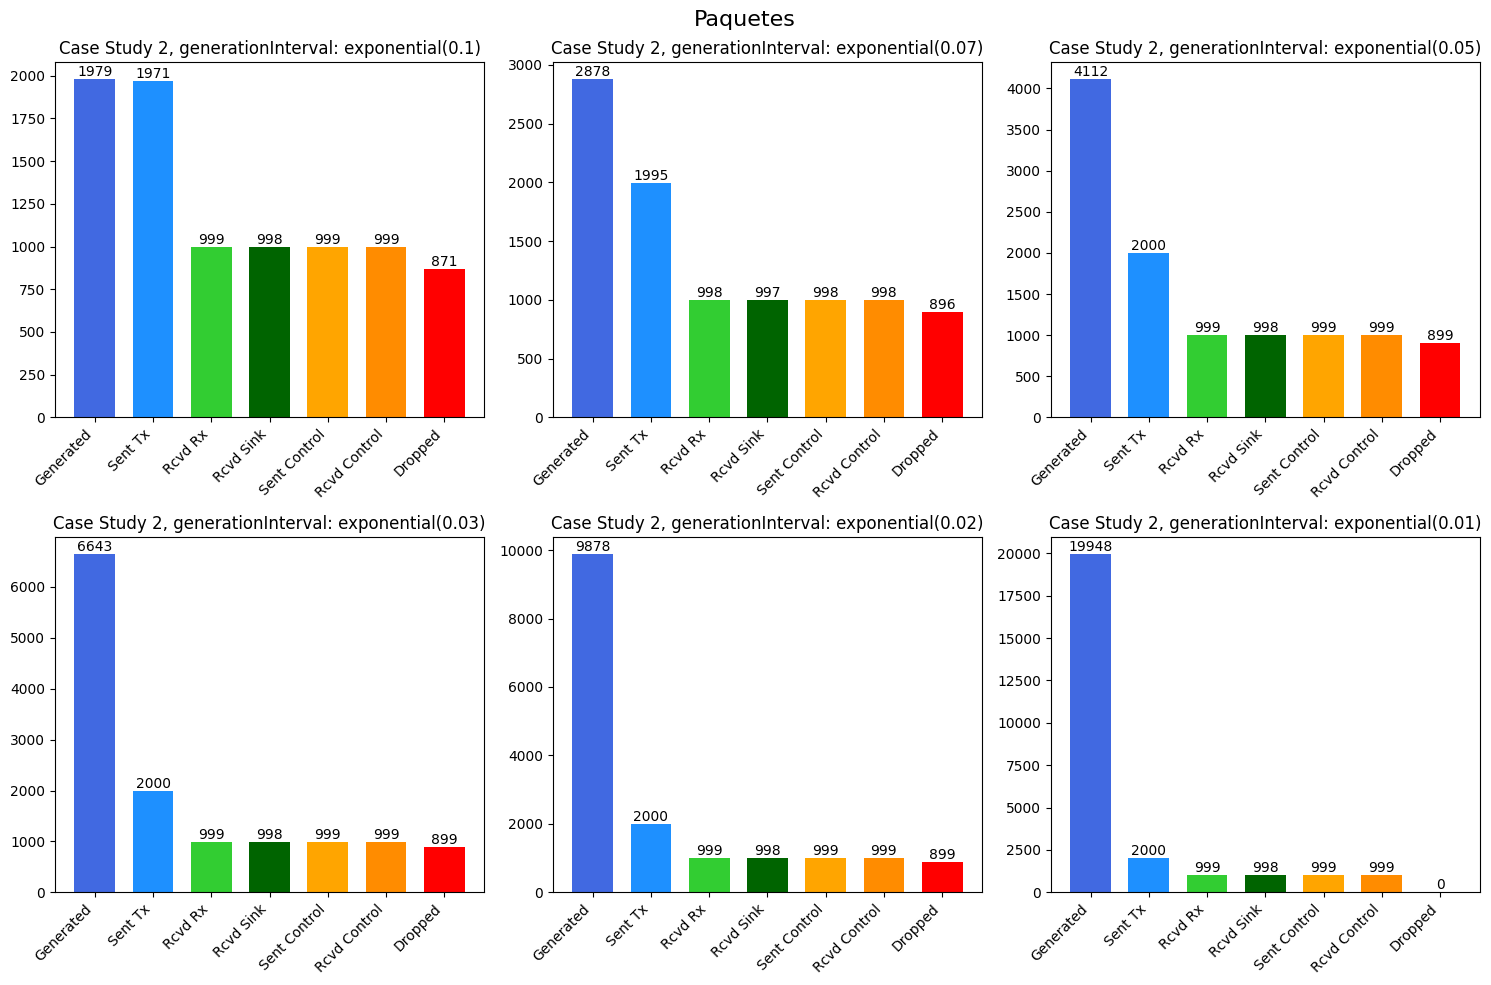 Paquetes
Case Study 2, generationInterval: exponential(0.1)
2000
1750
1500
1250
1000
750
500
250
0
1979
1971
999
998
999
999
871
Generated
Sent Tx
Rcvd Rx
Rcvd Sink
Sent Control
Rcvd Control
Dropped
Case Study 2, generationInterval: exponential(0.07)
3000
2500
2000
1500
1000
500
0
2878
1995
998
997
998
998
896
Generated
Sent Tx
Rcvd Rx
Rcvd Sink
Sent Control
Rcvd Control
Dropped
Case Study 2, generationInterval: exponential(0.05)
4000
3500
3000
2500
2000
1500
1000
500
0
4112
2000
999
998
999
999
899
Generated
Sent Tx
Rcvd Rx
Rcvd Sink
Sent Control
Rcvd Control
Dropped
Case Study 2, generationInterval: exponential(0.03)
6000
5000
4000
3000
2000
1000
0
6643
2000
999
998
999
999
899
Generated
Sent Tx
Rcvd Rx
Rcvd Sink
Sent Control
Rcvd Control
Dropped
Case Study 2, generationInterval: exponential(0.02)
10000
8000
6000
4000
2000
0
9878
2000
999
998
999
999
899
Generated
Sent Tx
Rcvd Rx
Rcvd Sink
Sent Control
Rcvd Control
Dropped
Case Study 2, generationInterval: exponential(0.01)
20000
17500
15000
12500
10000
7500
5000
2500
0
19948
2000
999
998
999
999
0
Generated
Sent Tx
Rcvd Rx
Rcvd Sink
Sent Control
Rcvd Control
Dropped